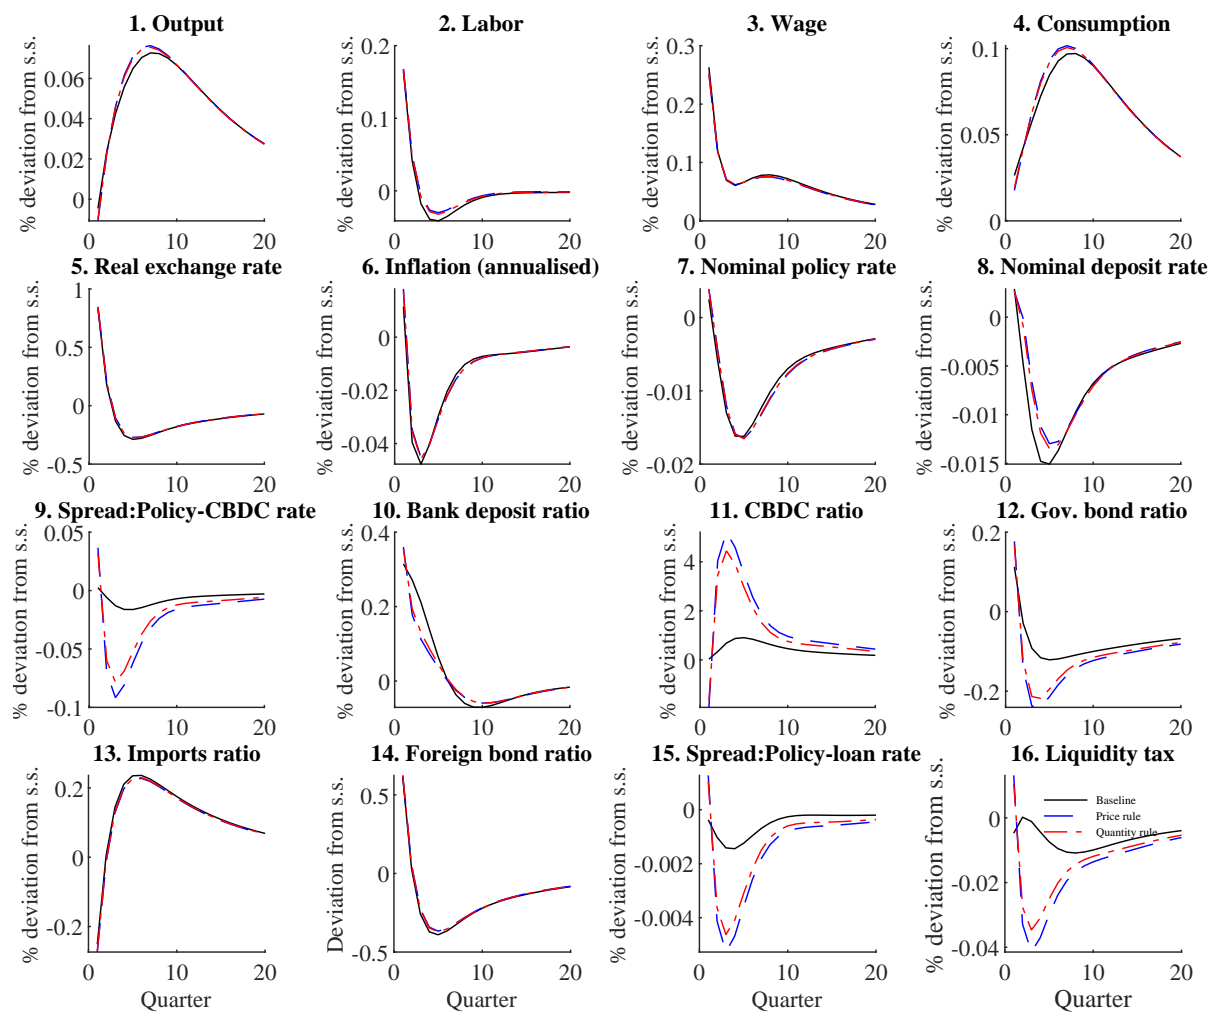 1. Output
2. Labor
3. Wage
4. Consumption
% deviation from s.s.
0.06
0.04
0.02
0
0
10
20
% deviation from s.s.
0.2
0.1
0
0
10
20
% deviation from s.s.
0.3
0.2
0.1
0
0
10
20
% deviation from s.s.
0.1
0.05
0
0
10
20
5. Real exchange rate
6. Inflation (annualised)
7. Nominal policy rate
8. Nominal deposit rate
% deviation from s.s.
1
0.5
0
-0.5
0
10
20
% deviation from s.s.
0
-0.02
-0.04
0
10
20
% deviation from s.s.
0
-0.01
-0.02
0
10
20
% deviation from s.s.
0
-0.005
-0.01
-0.015
0
10
20
9. Spread:Policy-CBDC rate
10. Bank deposit ratio
11. CBDC ratio
12. Gov. bond ratio
% deviation from s.s.
0.05
0
-0.05
-0.1
0
10
20
% deviation from s.s.
0.4
0.2
0
0
10
20
% deviation from s.s.
4
2
0
0
10
20
% deviation from s.s.
0.2
0
-0.2
0
10
20
13. Imports ratio
14. Foreign bond ratio
15. Spread:Policy-loan rate
16. Liquidity tax
% deviation from s.s.
0.2
0
-0.2
0
10
20
Quarter
Deviation from s.s.
0.5
0
-0.5
0
10
20
Quarter
% deviation from s.s.
0
-0.002
-0.004
0
10
20
Quarter
% deviation from s.s.
0
-0.02
-0.04
0
10
20
Quarter
Baseline
Price rule
Quantity rule